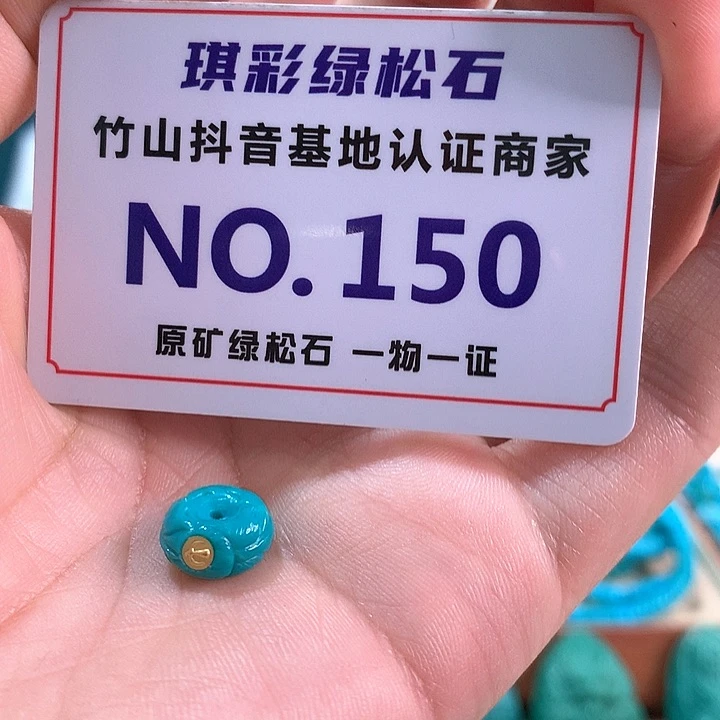 琪彩绿松石
竹山抖音基地认证商家
NO.150
原矿绿松石 一物一证